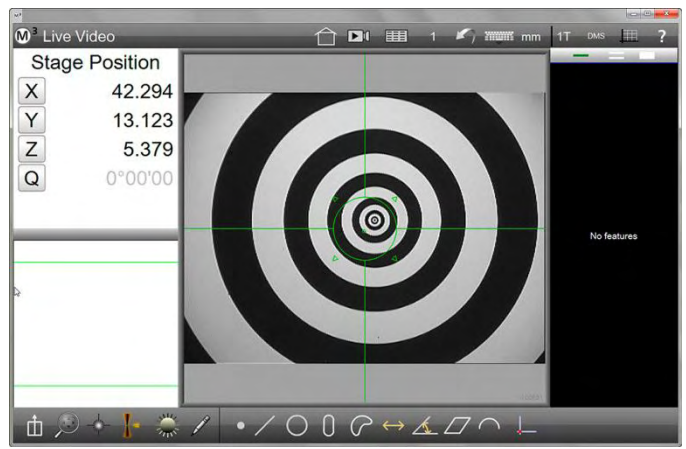 M³ Live Video
1 mm 1T DMS ?
Stage Position
X 42.294
Y 13.123
Z 5.379
Q 0°00'00
No features